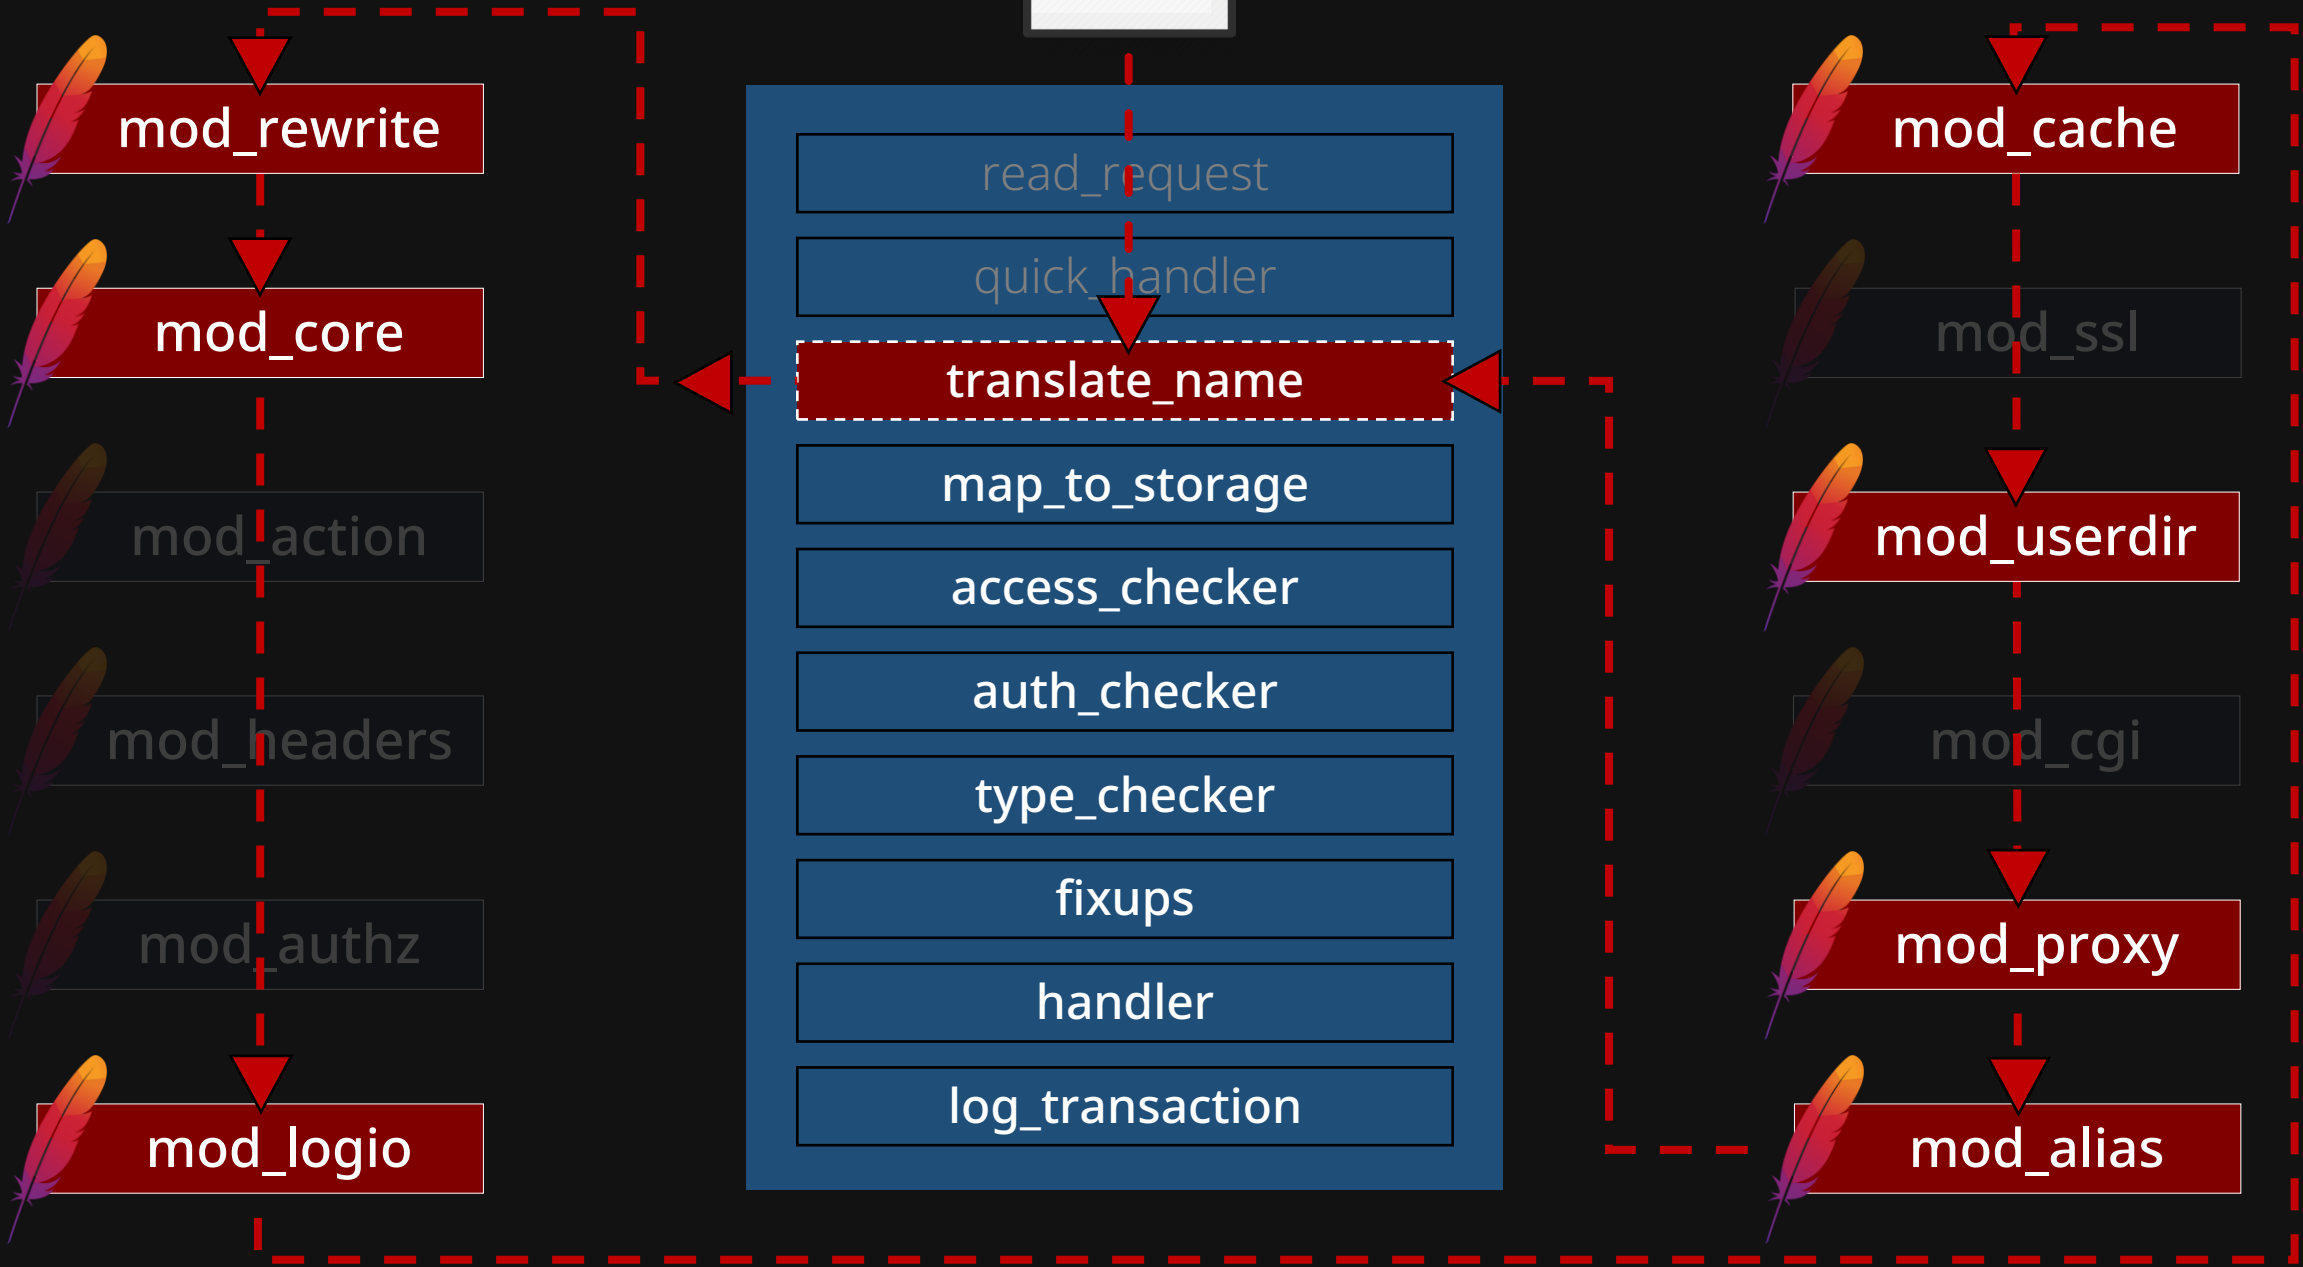 mod_rewrite
mod_core
mod_action
mod_headers
mod_authz
mod_logio
read_request
quick_handler
translate_name
map_to_storage
access_checker
auth_checker
type_checker
fixups
handler
log_transaction
mod_cache
mod_ssl
mod_userdir
mod_cgi
mod_proxy
mod_alias